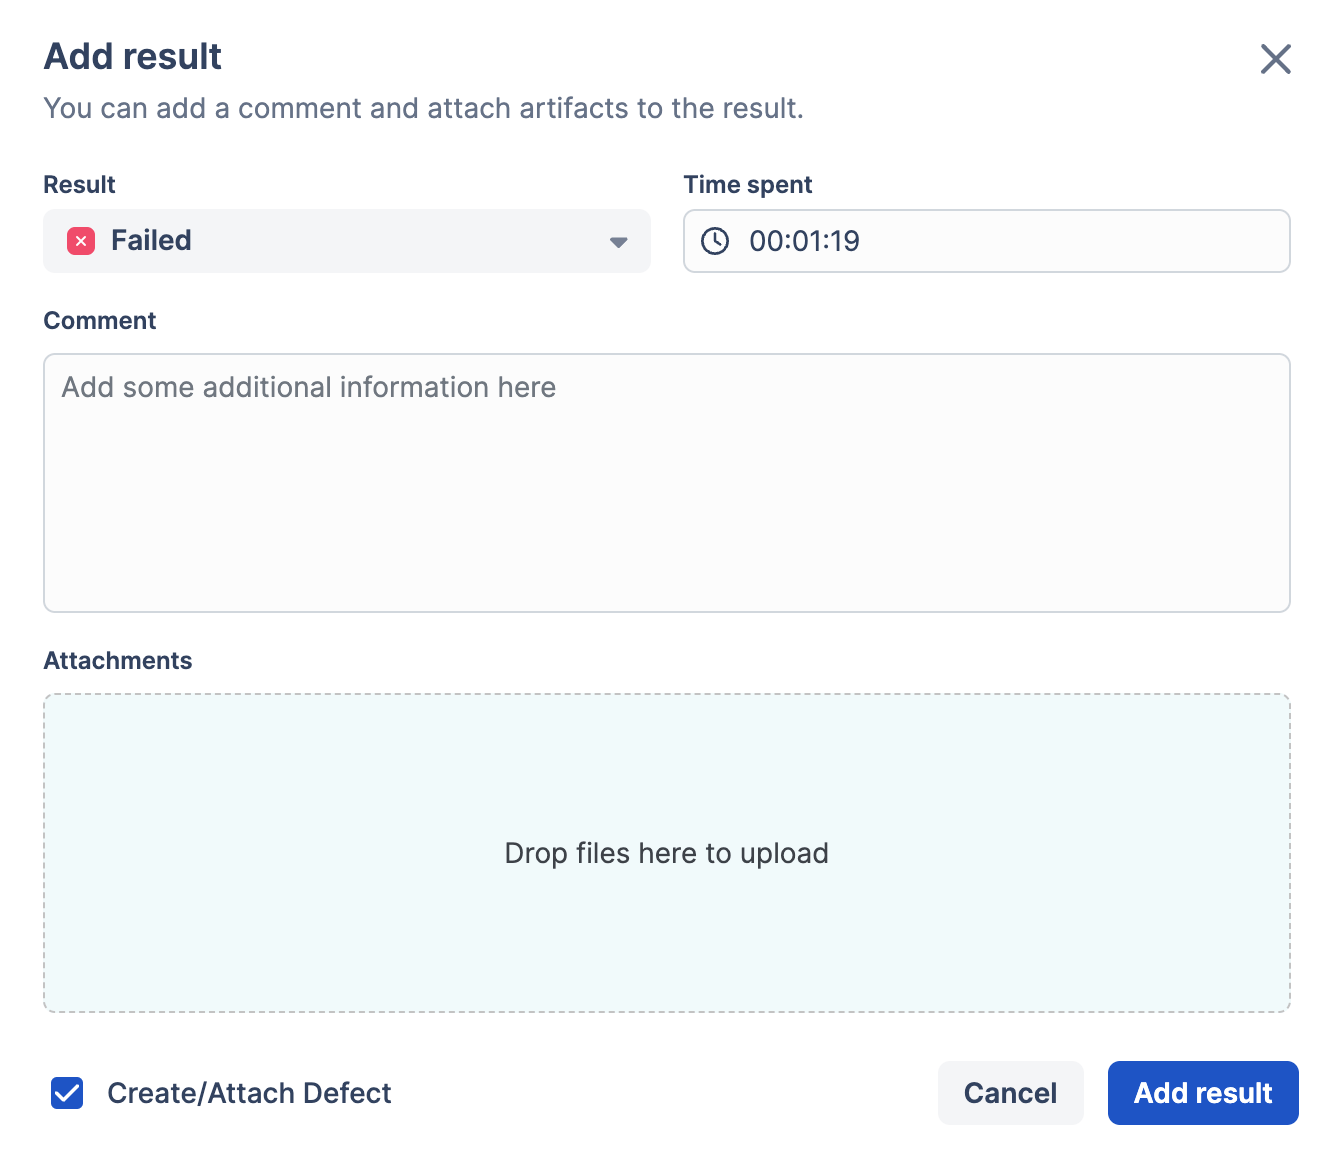 Add result
You can add a comment and attach artifacts to the result.
Result
Time spent
Failed
00:01:19
Comment
Add some additional information here
Attachments
Drop files here to upload
Create/Attach Defect
Cancel
Add result